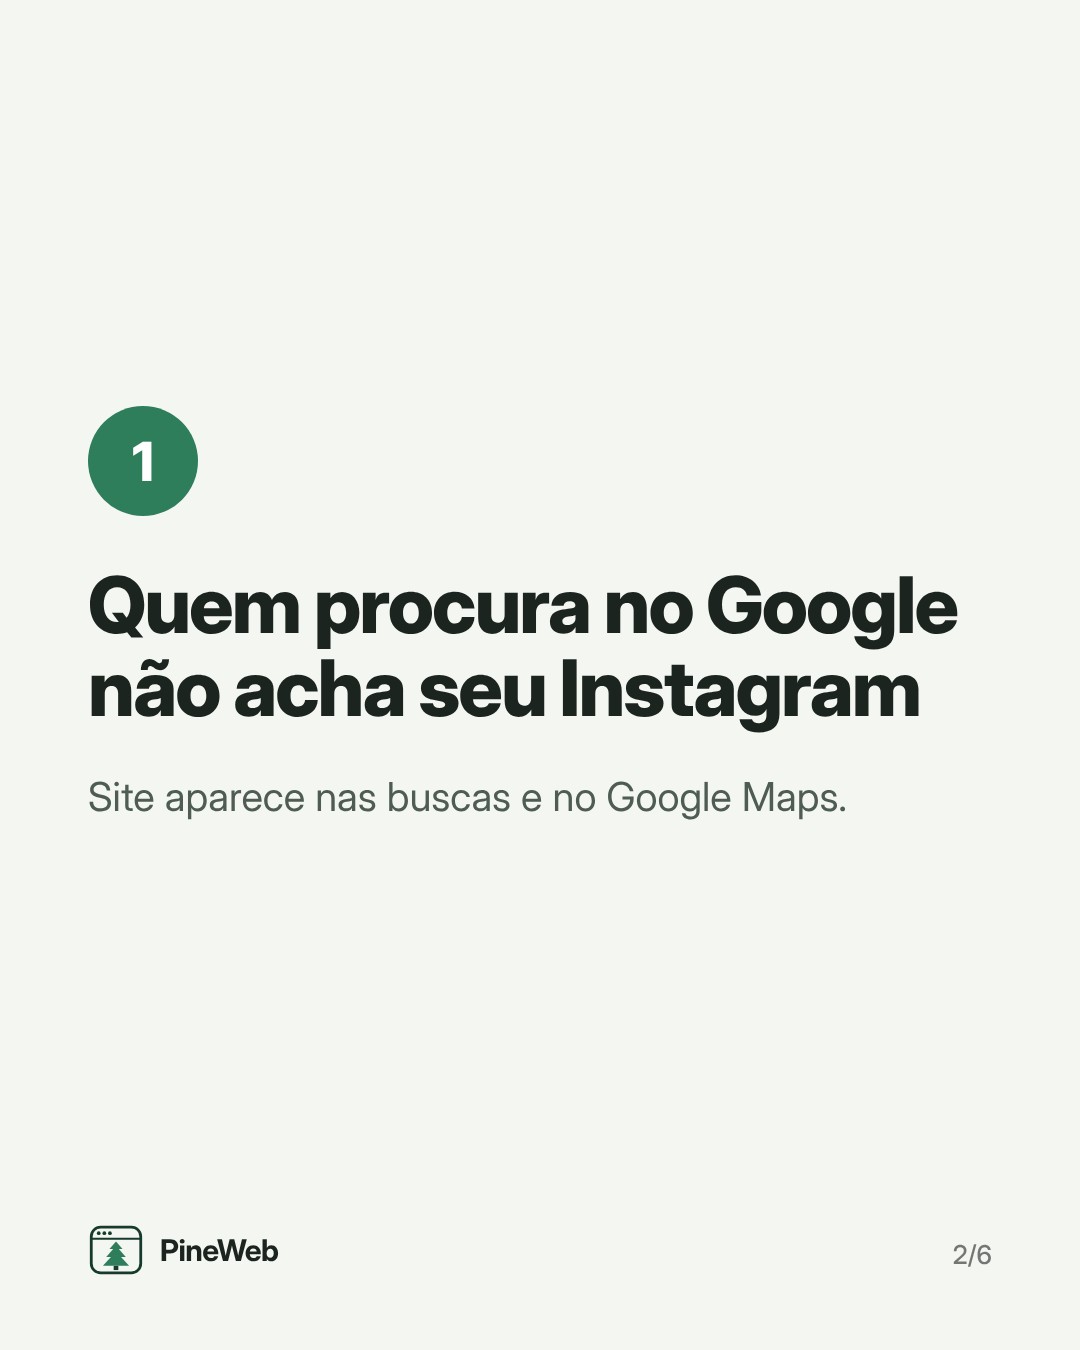 1
Quem procura no Google
não acha seu Instagram
Site aparece nas buscas e no Google Maps.
PineWeb
2/6